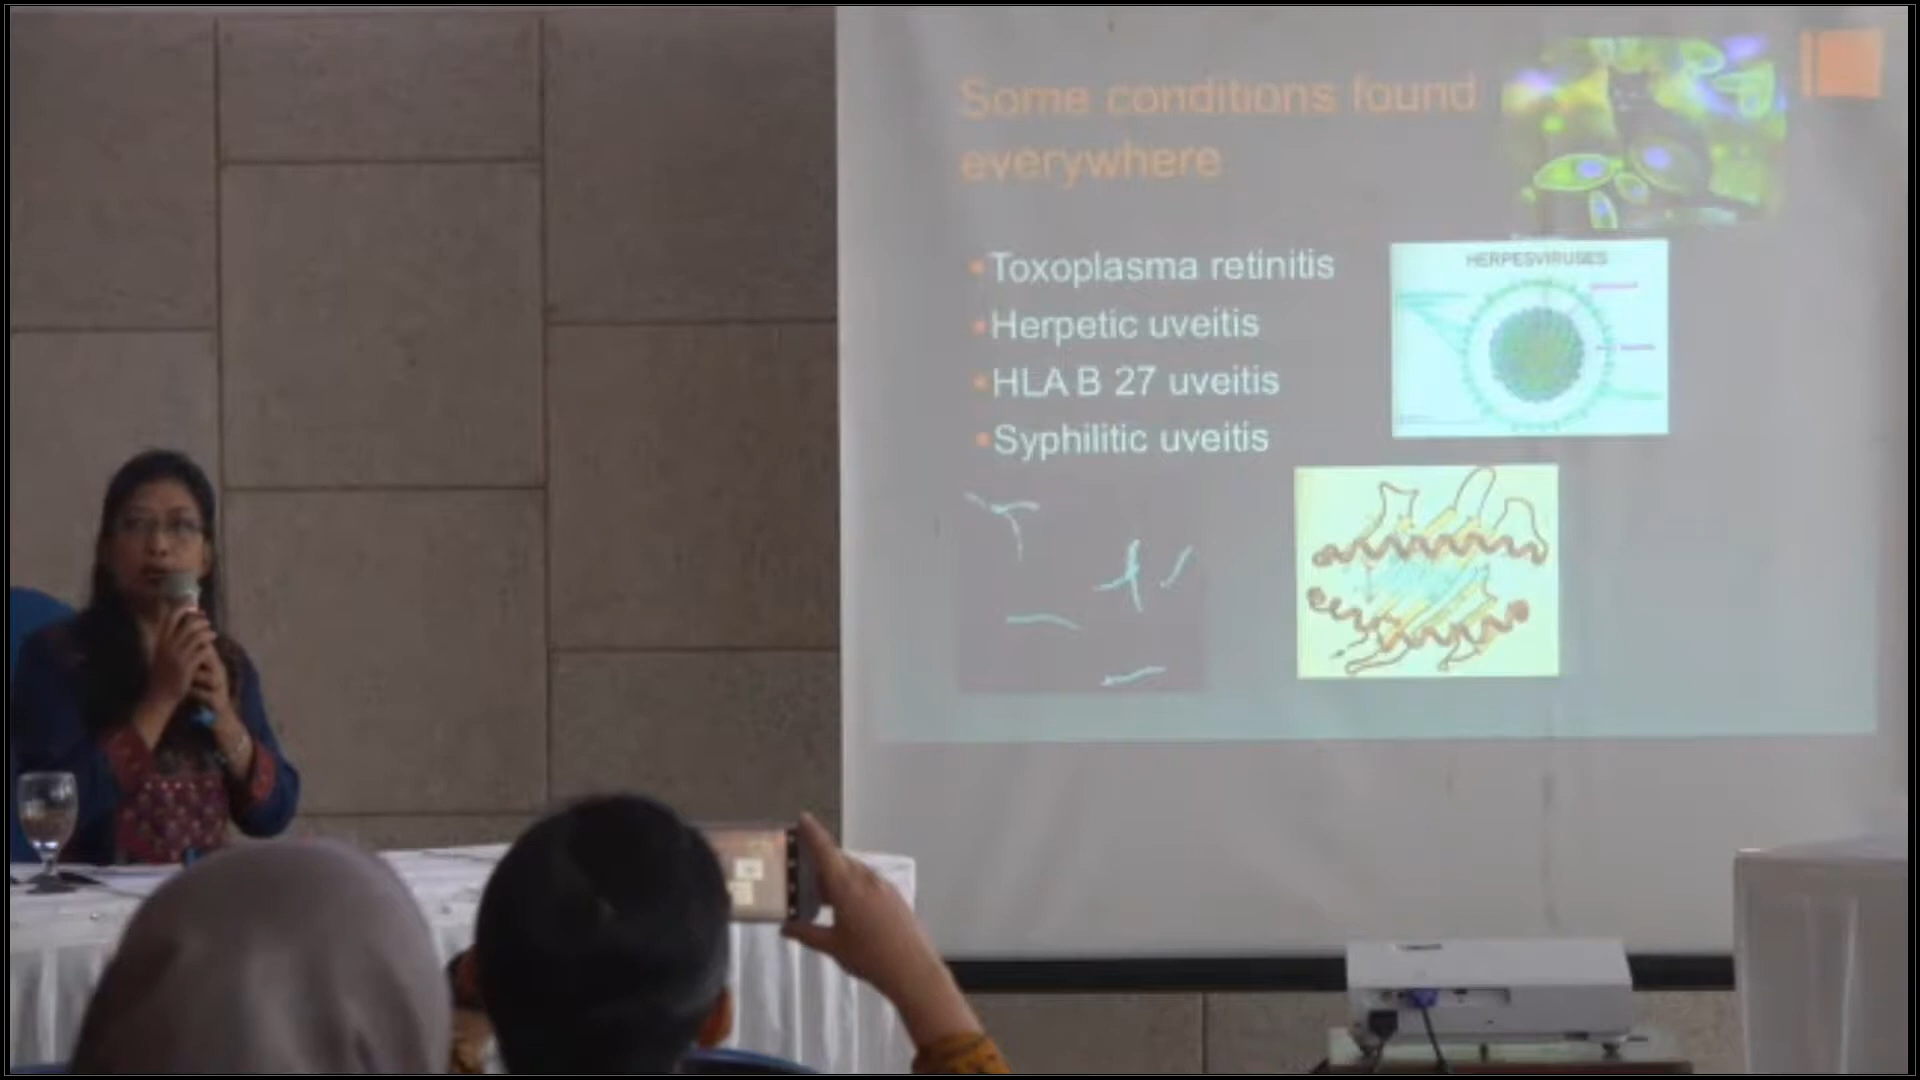 Some conditions found
everywhere
Toxoplasma retinitis
Herpetic uveitis
HLA B 27 uveitis
Syphilitic uveitis
HERPESVIRUSES